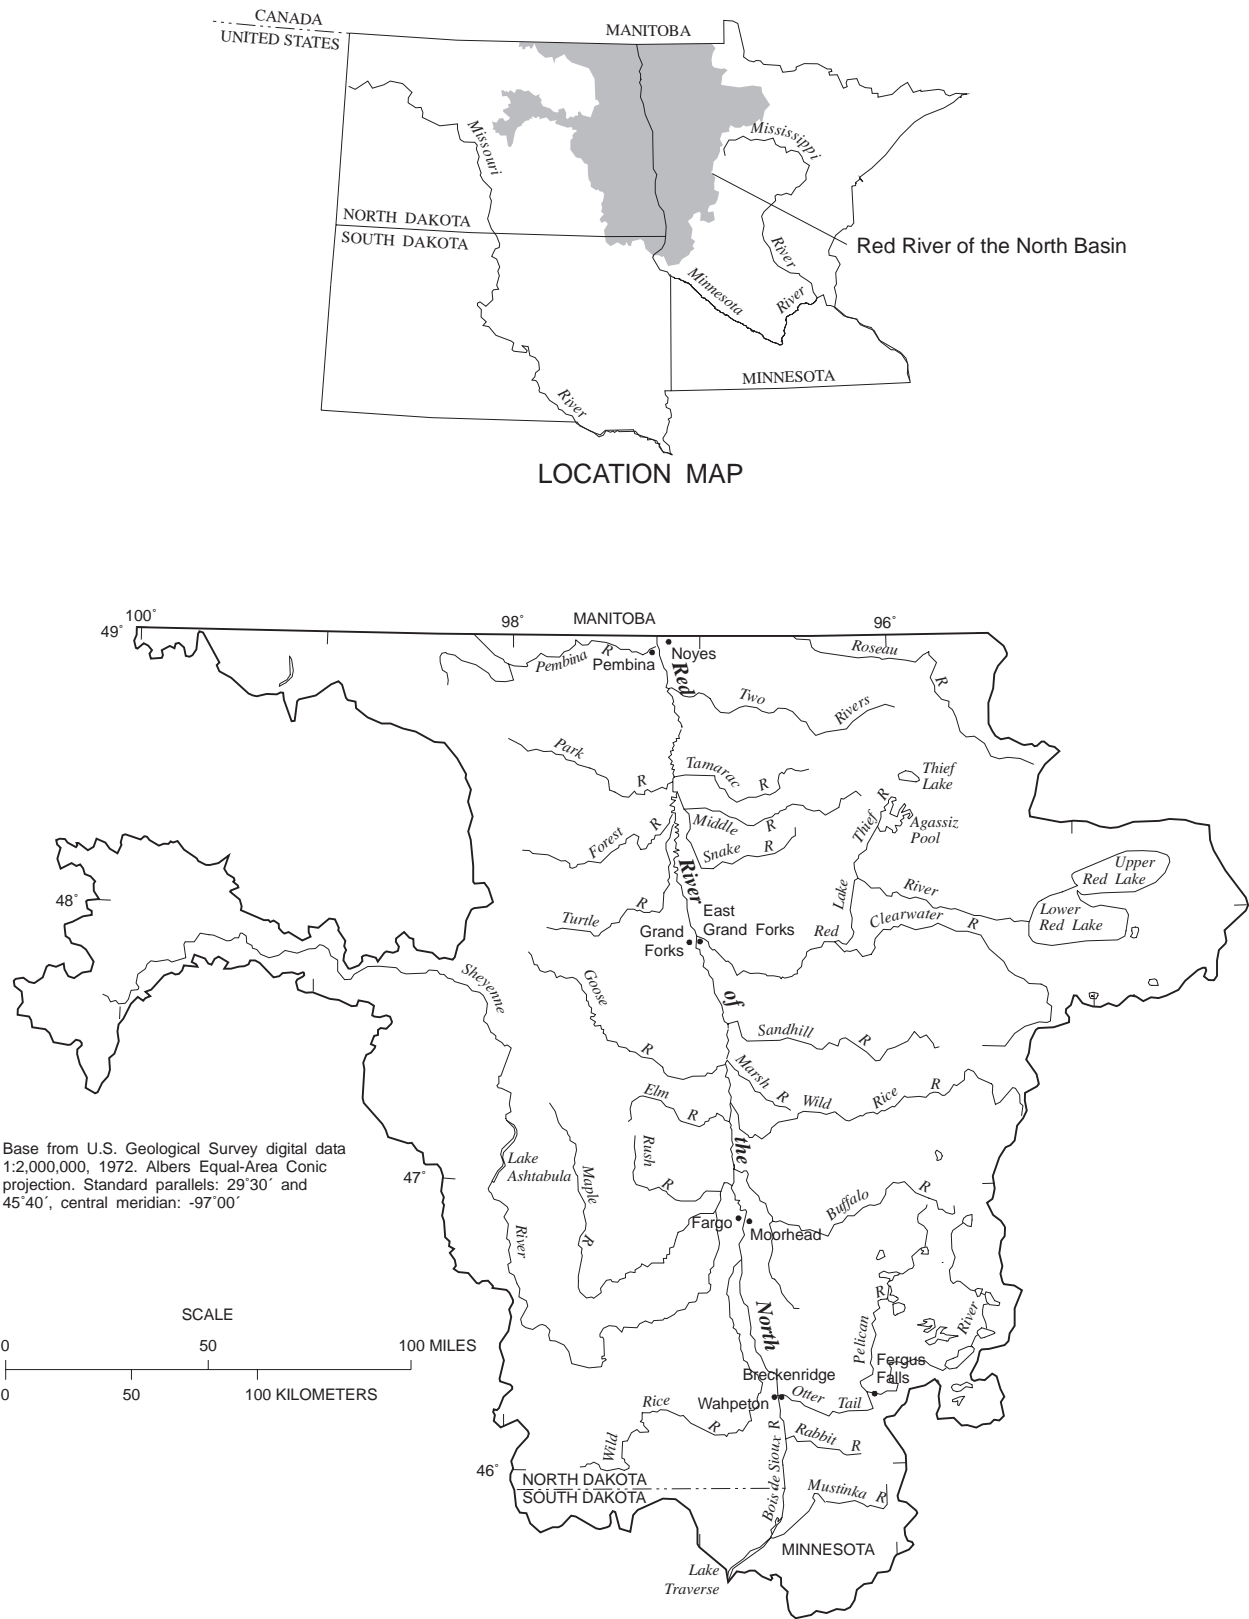 CANADA
UNITED STATES
MANITOBA
Missouri
Mississippi
NORTH DAKOTA
SOUTH DAKOTA
River
Red River of the North Basin
Minnesota
River
MINNESOTA
River
LOCATION MAP
100°
98°
MANITOBA
96°
49°
Pembina R
Pembina
Noyes
Roseau
R
Red
Two
Rivers
Park
R
Tamarac
R
Thief
Lake
Thief R
Agassiz
Pool
Forest
R
Middle
R
Snake R
River
Upper
Red Lake
48°
Lake
River
Lower
Red Lake
Turtle
R
East
Grand Forks
Grand
Forks
Red
Clearwater R
Sheyenne
Goose
R
of
Sandhill
R
Marsh
R
Wild
Rice
R
Elm
R
Base from U.S. Geological Survey digital data
1:2,000,000, 1972. Albers Equal-Area Conic
projection. Standard parallels: 29°30´ and
45°40´, central meridian: -97°00´
47°
Lake
Ashtabula
Maple
R
Rush
R
the
Buffalo
R
River
Fargo
Moorhead
SCALE
0 50 100 MILES
0 50 100 KILOMETERS
North
Pelican
R
River
Fergus
Falls
Breckenridge
Wahpeton
Otter
Tail
Rice
R
Wild
Bois de Sioux R
Rabbit R
46°
NORTH DAKOTA
SOUTH DAKOTA
Mustinka R
MINNESOTA
Lake
Traverse